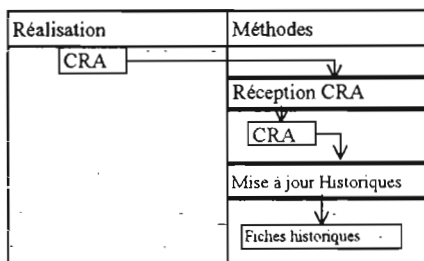 Réalisation
Méthodes
CRA
Réception CRA
CRA
Mise à jour Historiques
Fiches historiques